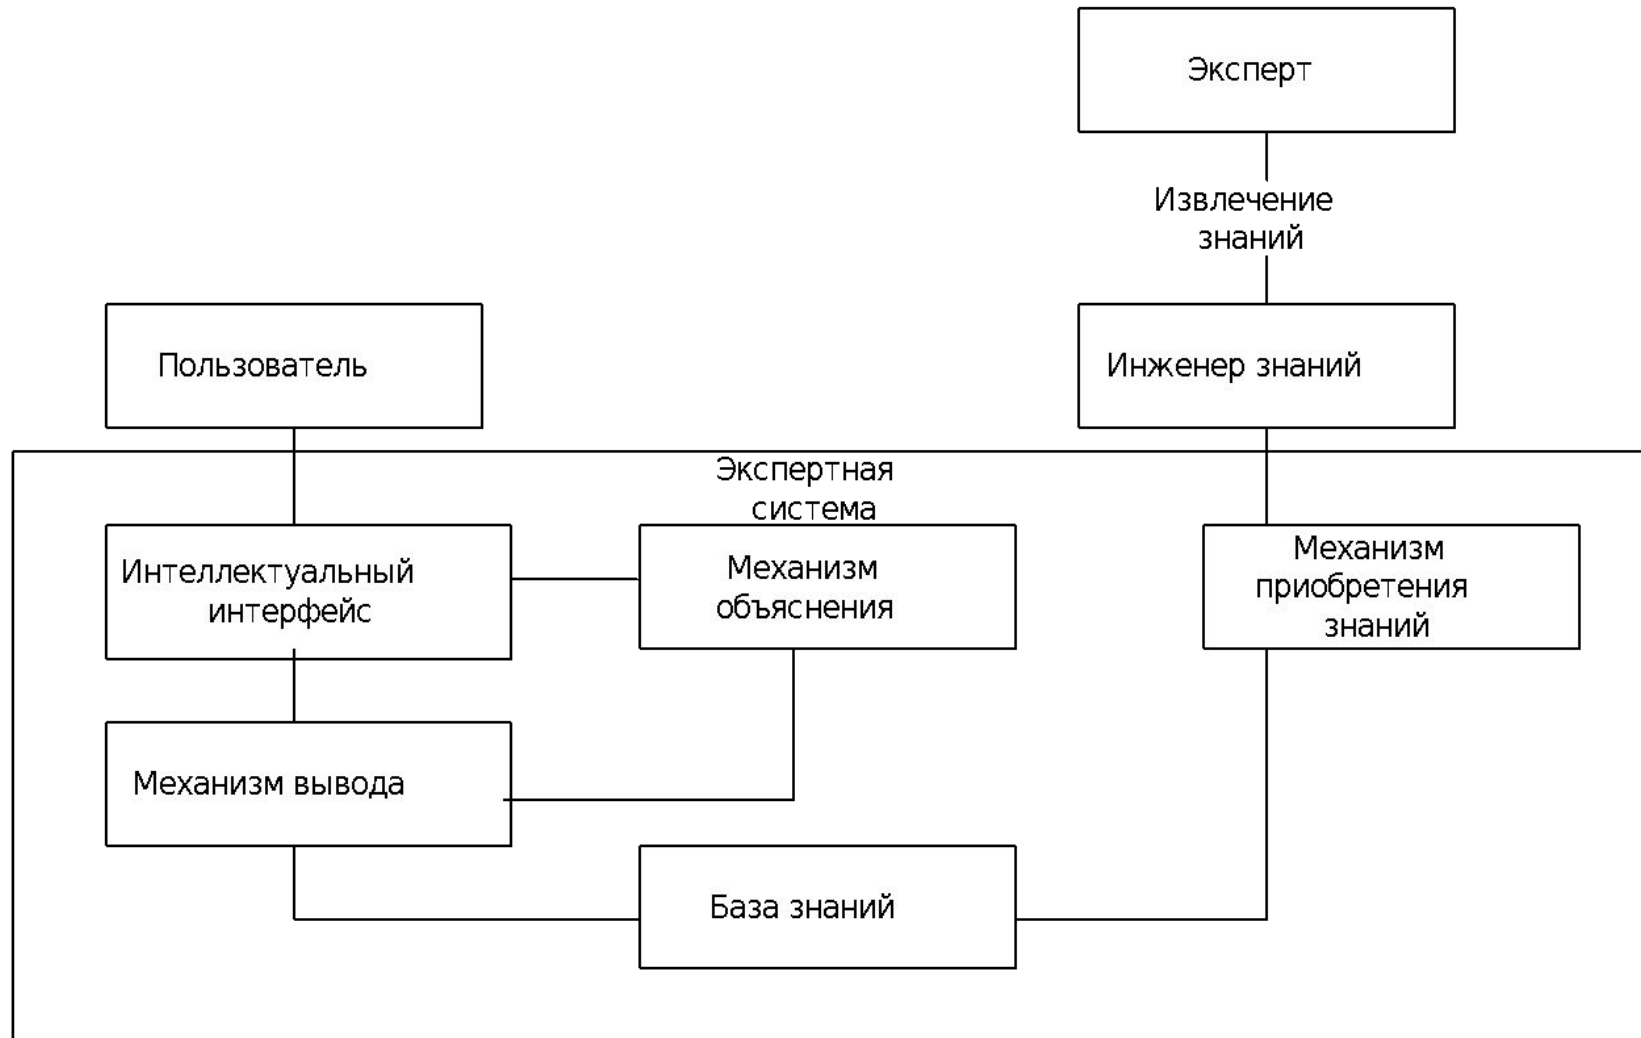 Эксперт
Извлечение
знаний
Пользователь
Инженер знаний
Экспертная
система
Интеллектуальный
интерфейс
Механизм
объяснения
Механизм
приобретения
знаний
Механизм вывода
База знаний